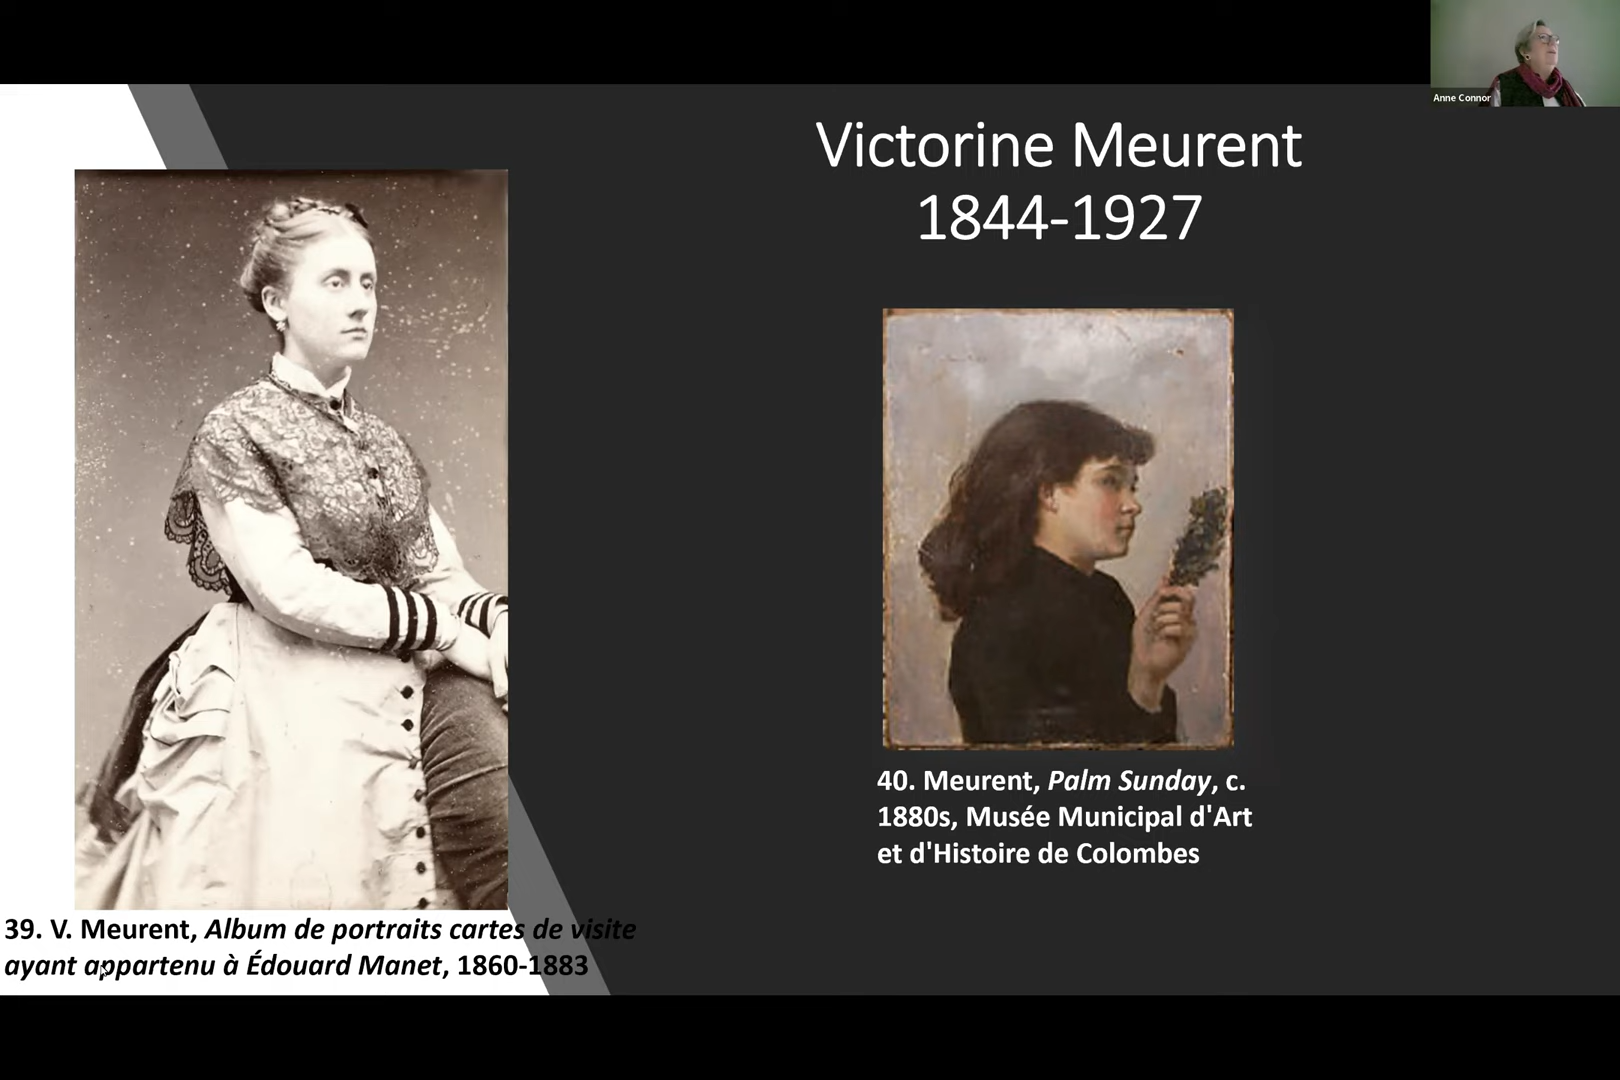 Anne Connor
Victorine Meurent
1844-1927
40. Meurent, Palm Sunday, c.
1880s, Musée Municipal d'Art
et d'Histoire de Colombes
39. V. Meurent, Album de portraits cartes de visite
ayant appartenu à Édouard Manet, 1860-1883